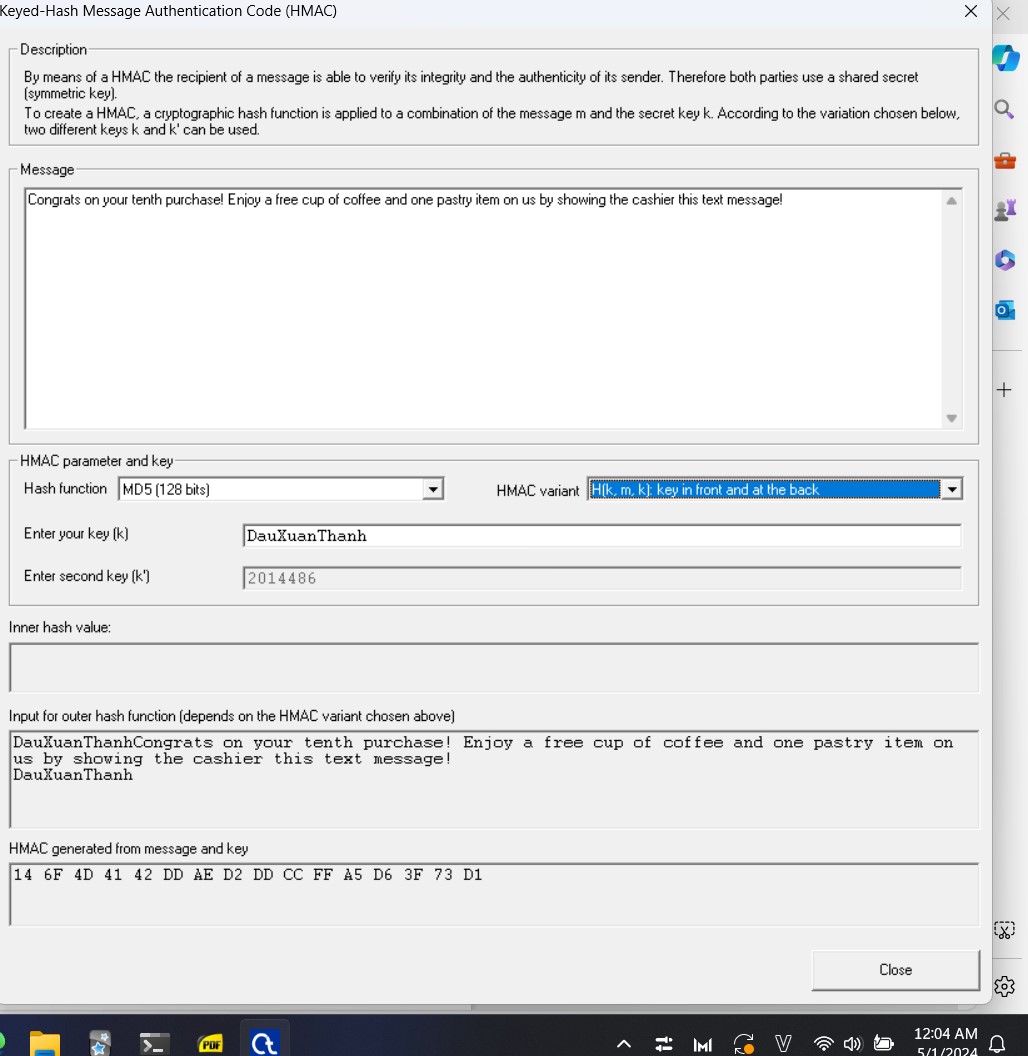 Keyed-Hash Message Authentication Code (HMAC)
Description
By means of a HMAC the recipient of a message is able to verify its integrity and the authenticity of its sender. Therefore both parties use a shared secret
(symmetric key).
To create a HMAC, a cryptographic hash function is applied to a combination of the message m and the secret key k. According to the variation chosen below,
two different keys k and k' can be used.
Message
Congrats on your tenth purchase! Enjoy a free cup of coffee and one pastry item on us by showing the cashier this text message!
HMAC parameter and key
Hash function MD5 (128 bits) HMAC variant H(k, m, k): key in front and at the back
Enter your key (k) DauXuanThanh
Enter second key (k') 2014486
Inner hash value:
Input for outer hash function (depends on the HMAC variant chosen above)
DauXuanThanhCongrats on your tenth purchase! Enjoy a free cup of coffee and one pastry item on
us by showing the cashier this text message!
DauXuanThanh
HMAC generated from message and key
14 6F 4D 41 42 DD AE D2 DD CC FF A5 D6 3F 73 D1
Close
PDF
12:04 AM
5/1/2024